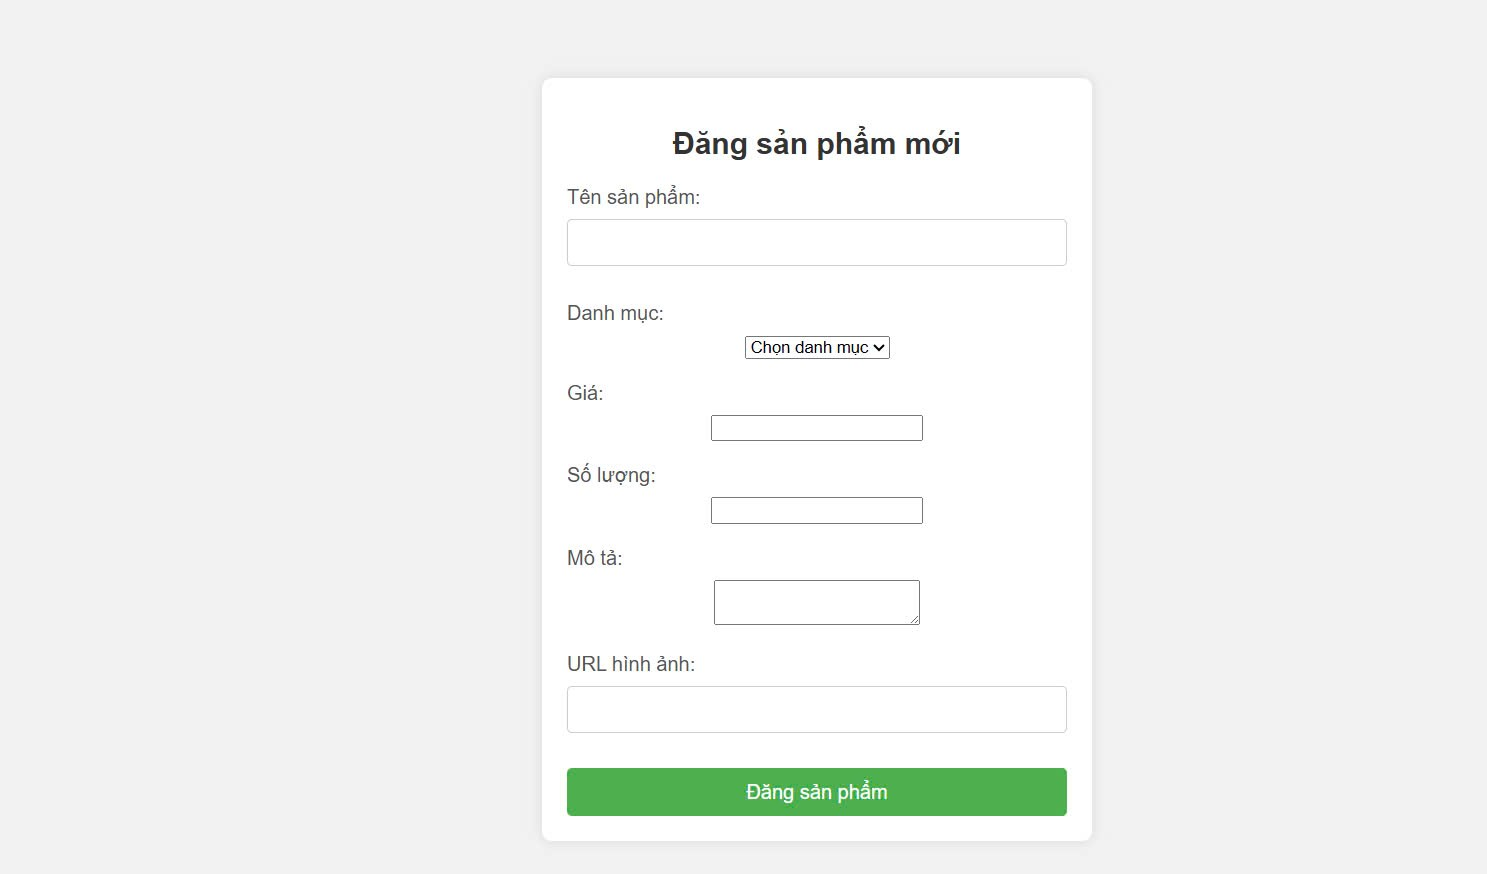 Đăng sản phẩm mới
Tên sản phẩm:
Danh mục:
Chọn danh mục
Giá:
Số lượng:
Mô tả:
URL hình ảnh:
Đăng sản phẩm